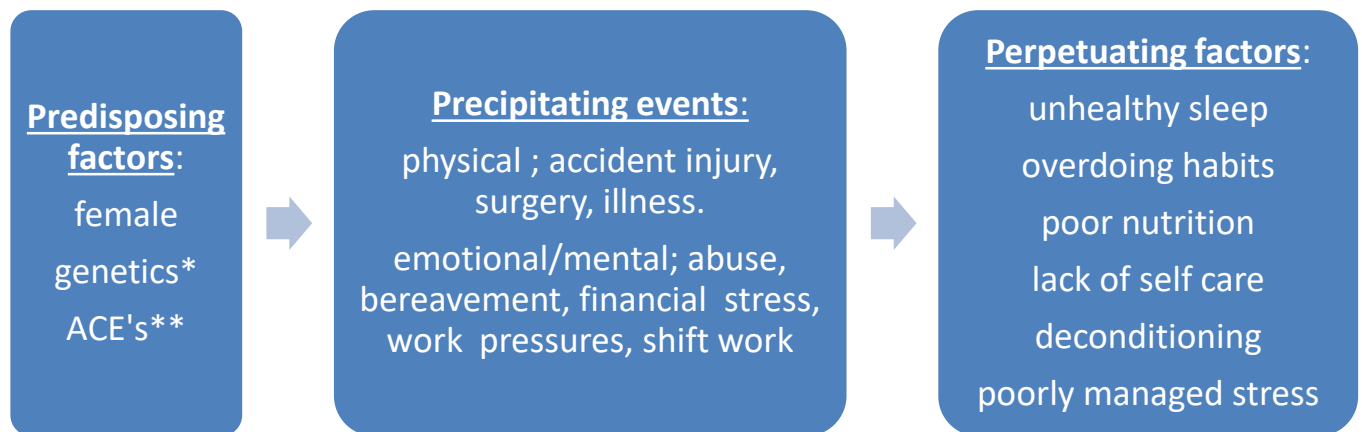 Predisposing
factors:
female
genetics*
ACE's**
Precipitating events:
physical ; accident injury,
surgery, illness.
emotional/mental; abuse,
bereavement, financial  stress,
work  pressures, shift work
Perpetuating factors:
unhealthy sleep
overdoing habits
poor nutrition
lack of self care
deconditioning
poorly managed stress